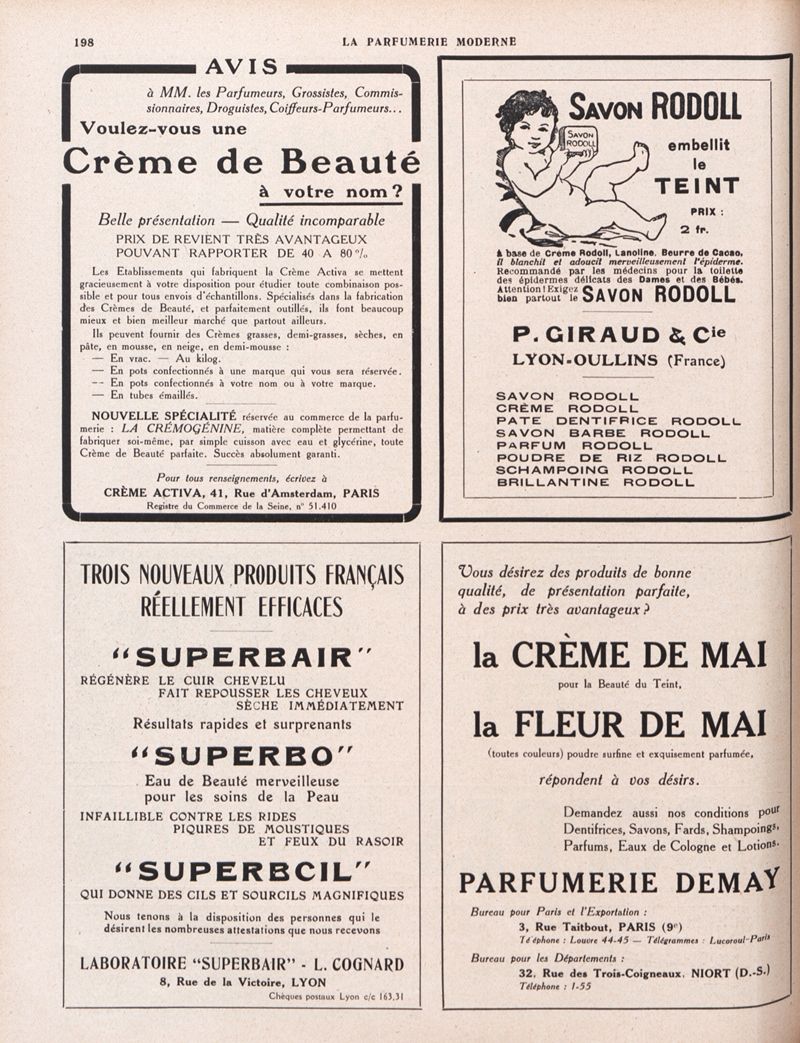 198
LA PARFUMERIE MODERNE
AVIS
à MM. les Parfumeurs, Grossistes, Commis-
sionnaires, Droguistes, Coiffeurs-Parfumeurs...
Voulez-vous une
Crème de Beauté
à votre nom?
Belle présentation — Qualité incomparable
PRIX DE REVIENT TRÈS AVANTAGEUX
POUVANT RAPPORTER DE 40 A 80 %
Les Etablissements qui fabriquent la Crème Activa se mettent
gracieusement à votre disposition pour étudier toute combinaison pos-
sible et pour tous envois d'échantillons. Spécialisés dans la fabrication
des Crèmes de Beauté, et parfaitement outillés, ils font beaucoup
mieux et bien meilleur marché que partout ailleurs.
Ils peuvent fournir des Crèmes grasses, demi-grasses, sèches, en
pâte, en mousse, en neige, en demi-mousse :
— En vrac. — Au kilog.
— En pots confectionnés à une marque qui vous sera réservée.
-- En pots confectionnés à votre nom ou à votre marque.
— En tubes émaillés.
NOUVELLE SPÉCIALITÉ réservée au commerce de la parfu-
merie : LA CRÉMOGÉNINE, matière complète permettant de
fabriquer soi-même, par simple cuisson avec eau et glycérine, toute
Crème de Beauté parfaite. Succès absolument garanti.
Pour tous renseignements, écrivez à
CRÈME ACTIVA, 41, Rue d'Amsterdam, PARIS
Registre du Commerce de la Seine, n° 51.410
SAVON RODOLL
SAVON
RODOLL
embellit
le
TEINT
PRIX :
2 fr.
à base de Crème Rodoll, Lanoline, Beurre de Cacao,
il blanchit et adoucit merveilleusement l'épiderme.
Recommandé par les médecins pour la toilette
des épidermes délicats des Dames et des Bébés.
Attention! Exigez
bien partout le SAVON RODOLL
P. GIRAUD & Cie
LYON-OULLINS (France)
SAVON RODOLL
CRÈME RODOLL
PATE DENTIFRICE RODOLL
SAVON BARBE RODOLL
PARFUM RODOLL
POUDRE DE RIZ RODOLL
SCHAMPOING RODOLL
BRILLANTINE RODOLL
TROIS NOUVEAUX PRODUITS FRANÇAIS
RÉELLEMENT EFFICACES
"SUPERBAIR"
RÉGÉNÈRE LE CUIR CHEVELU
FAIT REPOUSSER LES CHEVEUX
SÈCHE IMMÉDIATEMENT
Résultats rapides et surprenants
"SUPERBO"
Eau de Beauté merveilleuse
pour les soins de la Peau
INFAILLIBLE CONTRE LES RIDES
PIQURES DE MOUSTIQUES
ET FEUX DU RASOIR
"SUPERBCIL"
QUI DONNE DES CILS ET SOURCILS MAGNIFIQUES
Nous tenons à la disposition des personnes qui le
désirent les nombreuses attestations que nous recevons
LABORATOIRE "SUPERBAIR" - L. COGNARD
8, Rue de la Victoire, LYON
Chèques postaux Lyon c/c 163.31
Vous désirez des produits de bonne
qualité, de présentation parfaite,
à des prix très avantageux ?
la CRÈME DE MAI
pour la Beauté du Teint,
la FLEUR DE MAI
(toutes couleurs) poudre surfine et exquisement parfumée,
répondent à vos désirs.
Demandez aussi nos conditions pour
Dentifrices, Savons, Fards, Shampoings,
Parfums, Eaux de Cologne et Lotions.
PARFUMERIE DEMAY
Bureau pour Paris et l'Exportation :
3, Rue Taitbout, PARIS (9e)
Téléphone : Louvre 44-45 — Télégrammes : Lucoroul-Paris
Bureau pour les Départements :
32, Rue des Trois-Coigneaux, NIORT (D.-S.)
Téléphone : 1-55